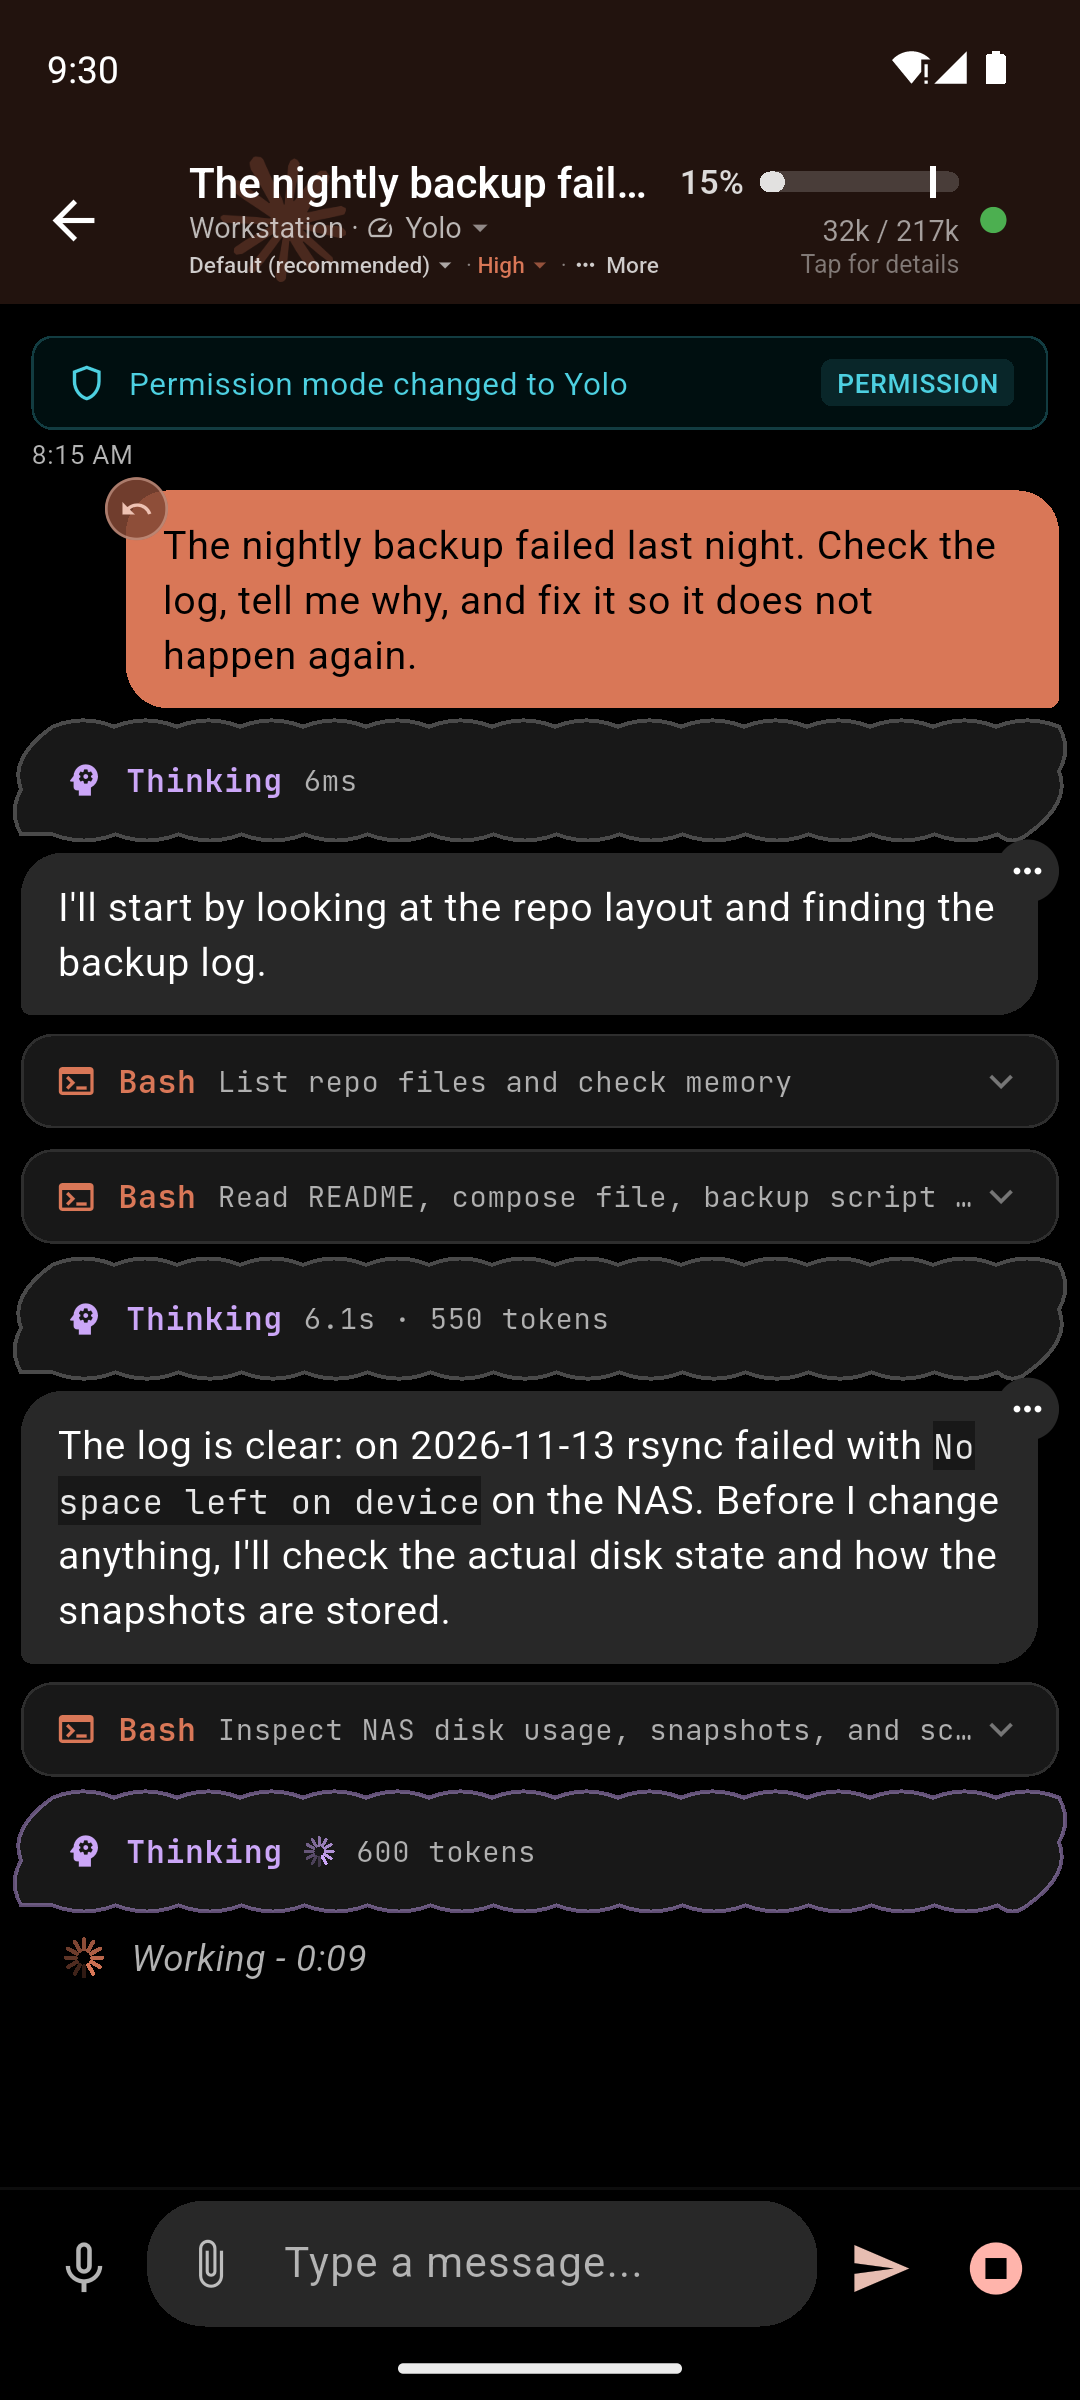 9:30
The nightly backup fail...
15%
Workstation · Yolo
32k / 217k
Default (recommended) · High · ··· More
Tap for details
Permission mode changed to Yolo
PERMISSION
8:15 AM
The nightly backup failed last night. Check the
log, tell me why, and fix it so it does not
happen again.
Thinking 6ms
I'll start by looking at the repo layout and finding the
backup log.
Bash List repo files and check memory
Bash Read README, compose file, backup script …
Thinking 6.1s · 550 tokens
The log is clear: on 2026-11-13 rsync failed with No
space left on device on the NAS. Before I change
anything, I'll check the actual disk state and how the
snapshots are stored.
Bash Inspect NAS disk usage, snapshots, and sc…
Thinking 600 tokens
Working - 0:09
Type a message...